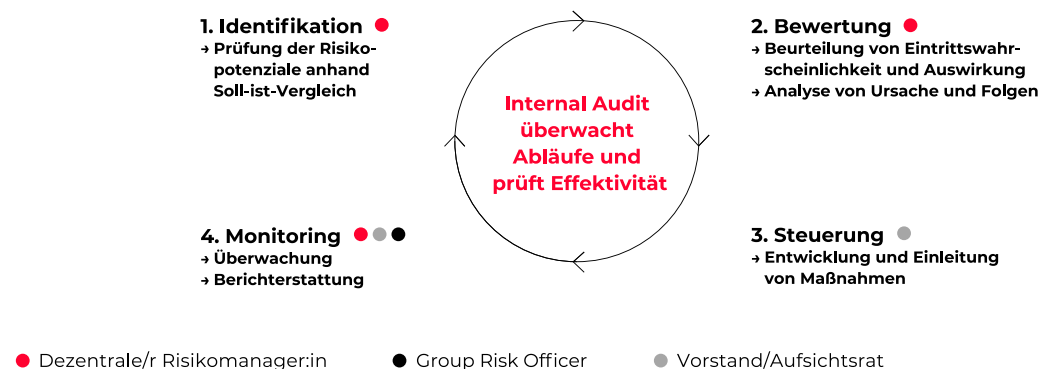 1. Identifikation
→ Prüfung der Risiko-
potenziale anhand
Soll-ist-Vergleich
2. Bewertung
→ Beurteilung von Eintrittswahr-
scheinlichkeit und Auswirkung
→ Analyse von Ursache und Folgen
Internal Audit
überwacht
Abläufe und
prüft Effektivität
4. Monitoring
→ Überwachung
→ Berichterstattung
3. Steuerung
→ Entwicklung und Einleitung
von Maßnahmen
Dezentrale/r Risikomanager:in
Group Risk Officer
Vorstand/Aufsichtsrat